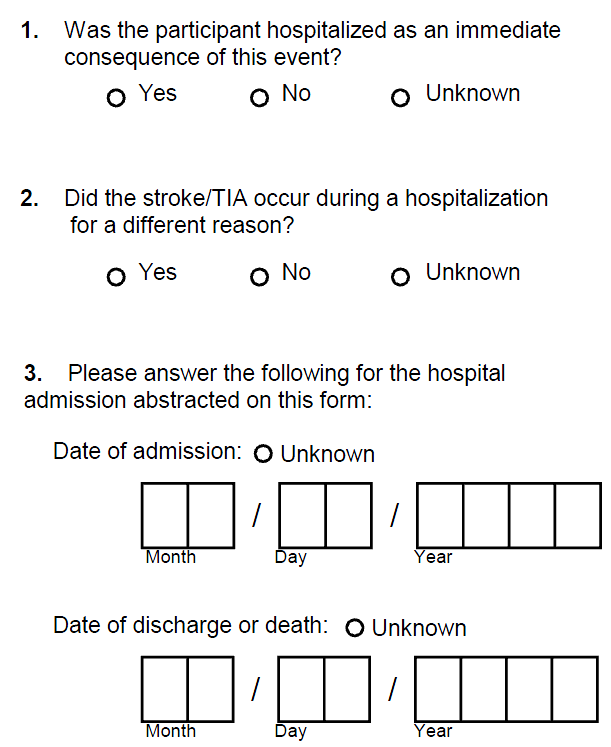 1. Was the participant hospitalized as an immediate
consequence of this event?
Yes No Unknown
2. Did the stroke/TIA occur during a hospitalization
for a different reason?
Yes No Unknown
3. Please answer the following for the hospital
admission abstracted on this form:
Date of admission: Unknown
/ /
Month Day Year
Date of discharge or death: Unknown
/ /
Month Day Year